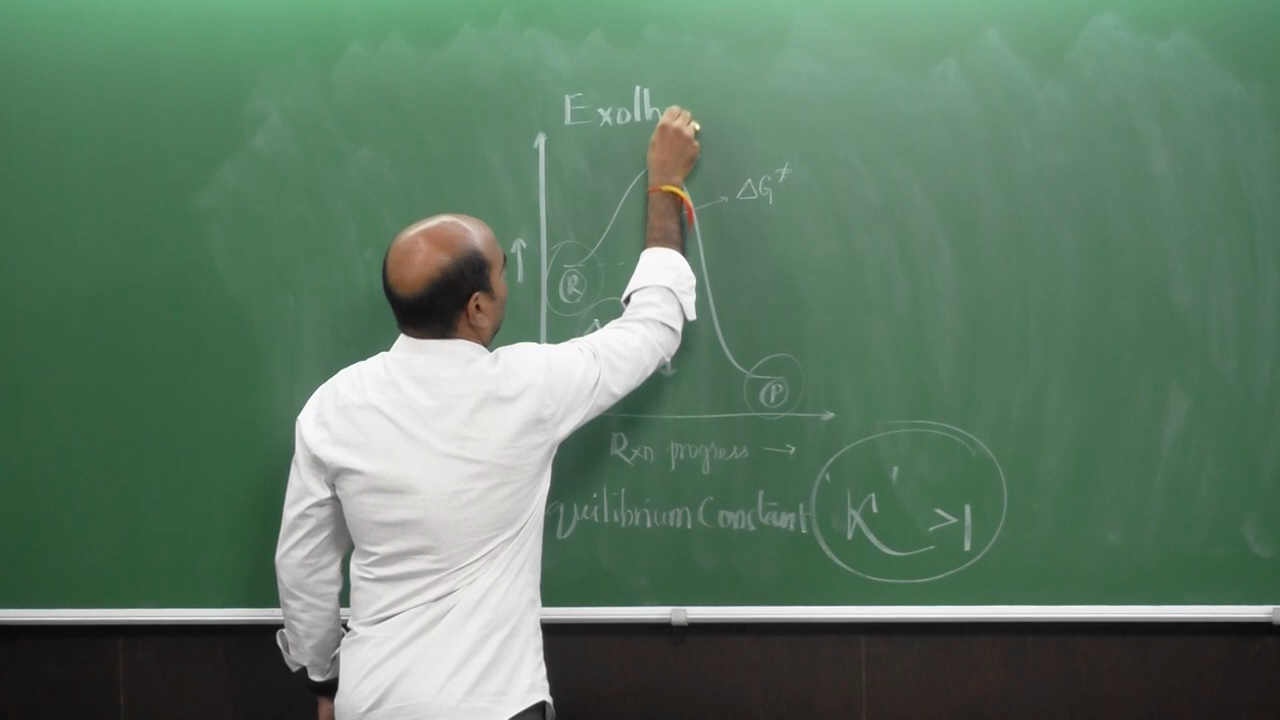 Exoth
ΔG≠
R
P
Rxn progress →
quilibrium Constant K >1